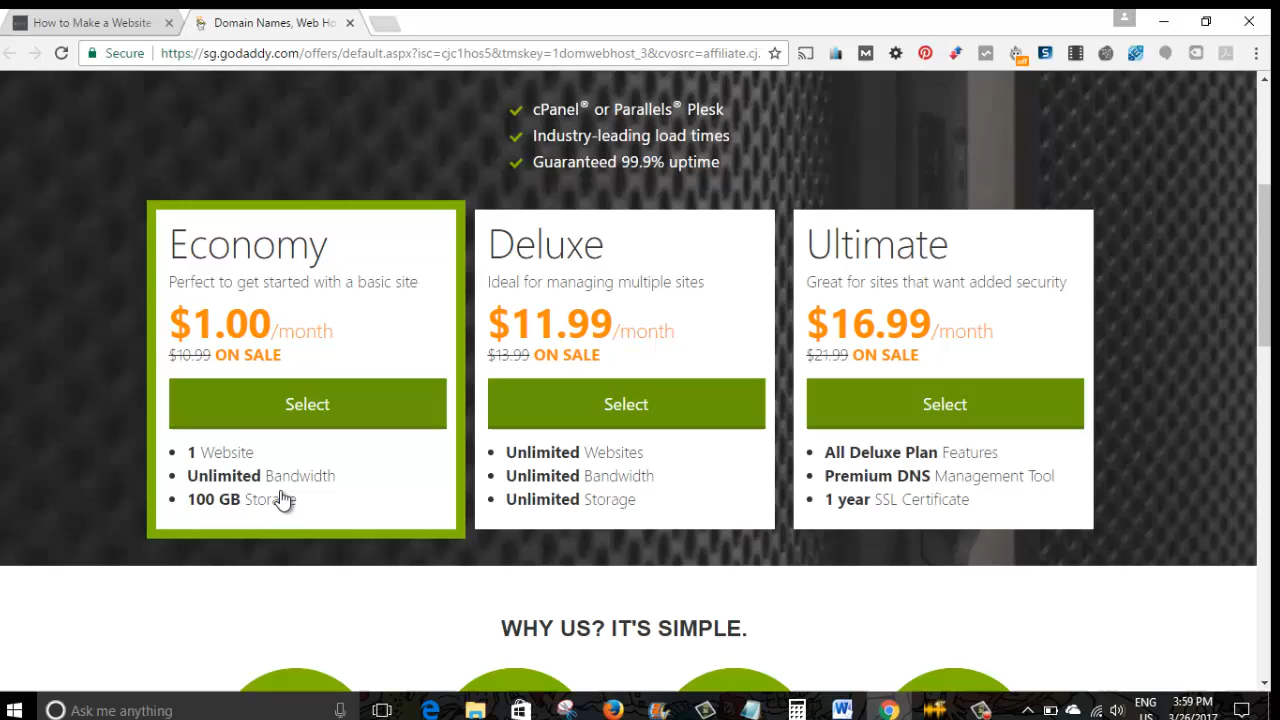 How to Make a Website
Domain Names, Web Ho
Secure
https://sg.godaddy.com/offers/default.aspx?isc=gjc1hos5&tmskey=1domwebhost_3&cvosrc=affiliate.cj.
off
cPanel® or Parallels® Plesk
Industry-leading load times
Guaranteed 99.9% uptime
Economy
Perfect to get started with a basic site
$1.00/month
$10.99 ON SALE
Select
1 Website
Unlimited Bandwidth
100 GB Storage
Deluxe
Ideal for managing multiple sites
$11.99/month
$13.99 ON SALE
Select
Unlimited Websites
Unlimited Bandwidth
Unlimited Storage
Ultimate
Great for sites that want added security
$16.99/month
$21.99 ON SALE
Select
All Deluxe Plan Features
Premium DNS Management Tool
1 year SSL Certificate
WHY US? IT'S SIMPLE.
Ask me anything
ENG
US
3:59 PM
3/26/2017